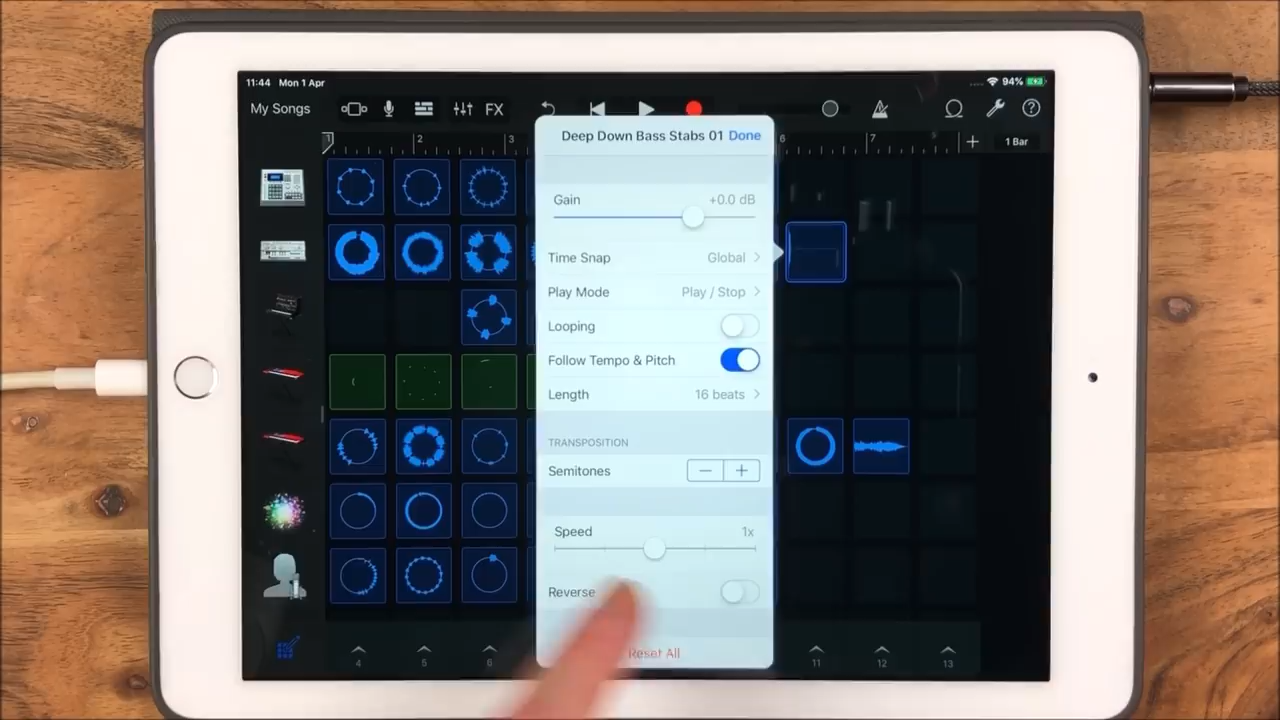 11:44 Mon 1 Apr
94%
My Songs
FX
1 2 3 6 7
1 Bar
Deep Down Bass Stabs 01 Done
Gain +0.0 dB
Time Snap Global
Play Mode Play / Stop
Looping
Follow Tempo & Pitch
Length 16 beats
TRANSPOSITION
Semitones
Speed 1x
Reverse
Reset All
4 5 6 11 12 13